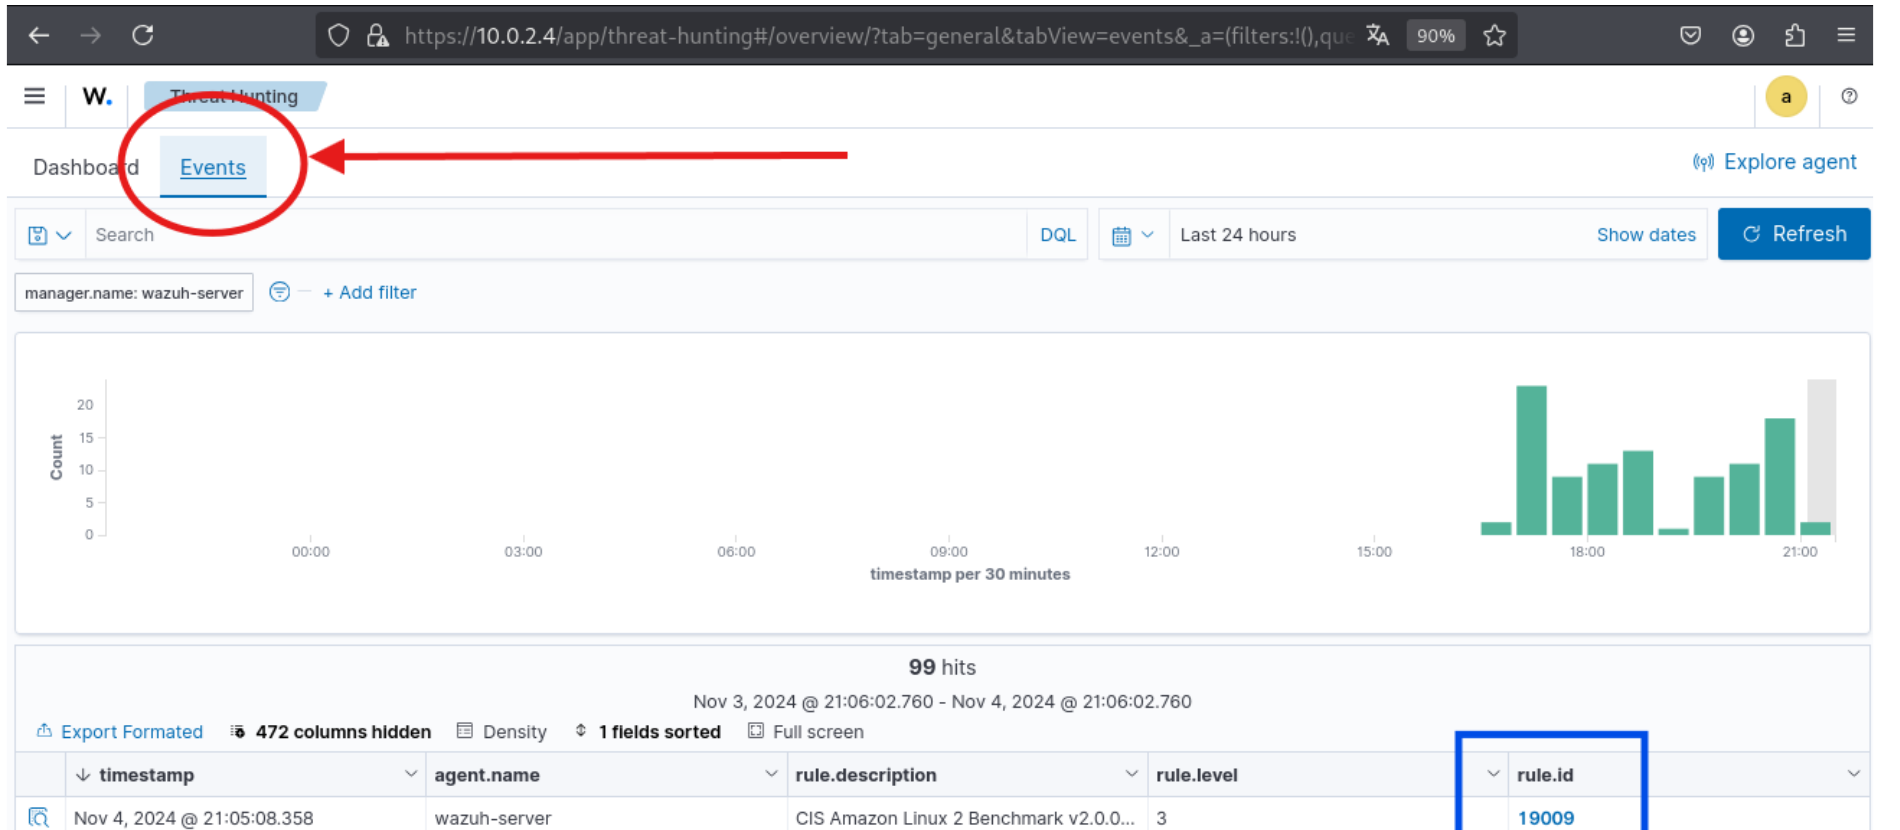 https://10.0.2.4/app/threat-hunting#/overview/?tab=general&tabView=events&_a=(filters:!(),que 90%
W. Threat Hunting a
Dashboard Events Explore agent
Search DQL Last 24 hours Show dates Refresh
manager.name: wazuh-server + Add filter
20
15
10
5
0
Count
00:00 03:00 06:00 09:00 12:00 15:00 18:00 21:00
timestamp per 30 minutes
99 hits
Nov 3, 2024 @ 21:06:02.760 - Nov 4, 2024 @ 21:06:02.760
Export Formated 472 columns hidden Density 1 fields sorted Full screen
timestamp agent.name rule.description rule.level rule.id
Nov 4, 2024 @ 21:05:08.358 wazuh-server CIS Amazon Linux 2 Benchmark v2.0.0... 3 19009